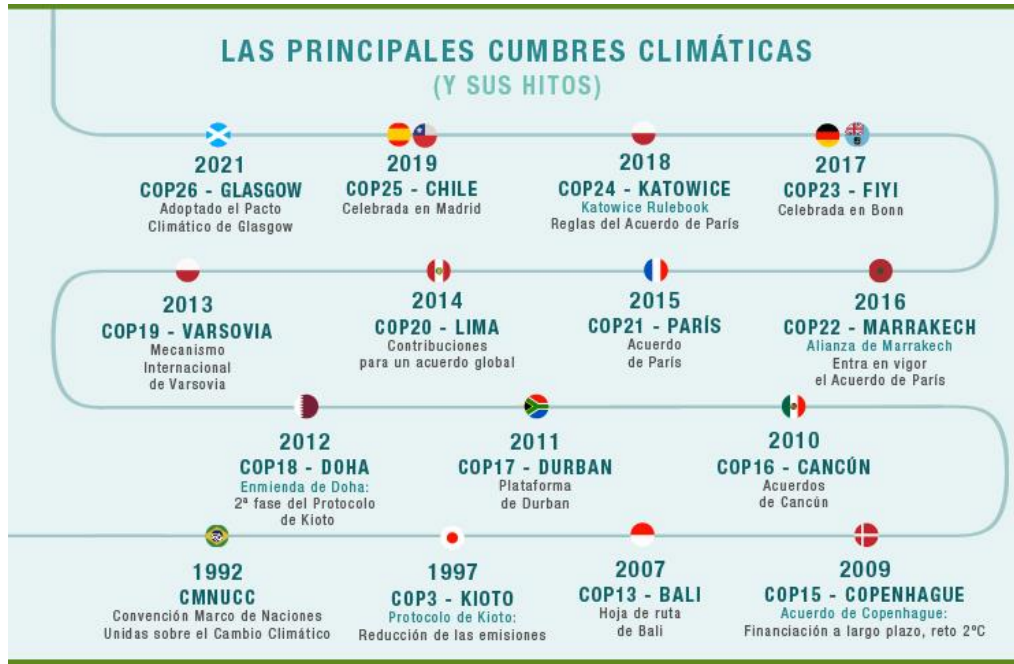 LAS PRINCIPALES CUMBRES CLIMÁTICAS
(Y SUS HITOS)
2021
COP26 - GLASGOW
Adoptado el Pacto
Climático de Glasgow
2019
COP25 - CHILE
Celebrada en Madrid
2018
COP24 - KATOWICE
Katowice Rulebook
Reglas del Acuerdo de París
2017
COP23 - FIYI
Celebrada en Bonn
2013
COP19 - VARSOVIA
Mecanismo
Internacional
de Varsovia
2014
COP20 - LIMA
Contribuciones
para un acuerdo global
2015
COP21 - PARÍS
Acuerdo
de París
2016
COP22 - MARRAKECH
Alianza de Marrakech
Entra en vigor
el Acuerdo de París
2012
COP18 - DOHA
Enmienda de Doha:
2ª fase del Protocolo
de Kioto
2011
COP17 - DURBAN
Plataforma
de Durban
2010
COP16 - CANCÚN
Acuerdos
de Cancún
1992
CMNUCC
Convención Marco de Naciones
Unidas sobre el Cambio Climático
1997
COP3 - KIOTO
Protocolo de Kioto:
Reducción de las emisiones
2007
COP13 - BALI
Hoja de ruta
de Bali
2009
COP15 - COPENHAGUE
Acuerdo de Copenhague:
Financiación a largo plazo, reto 2ºC